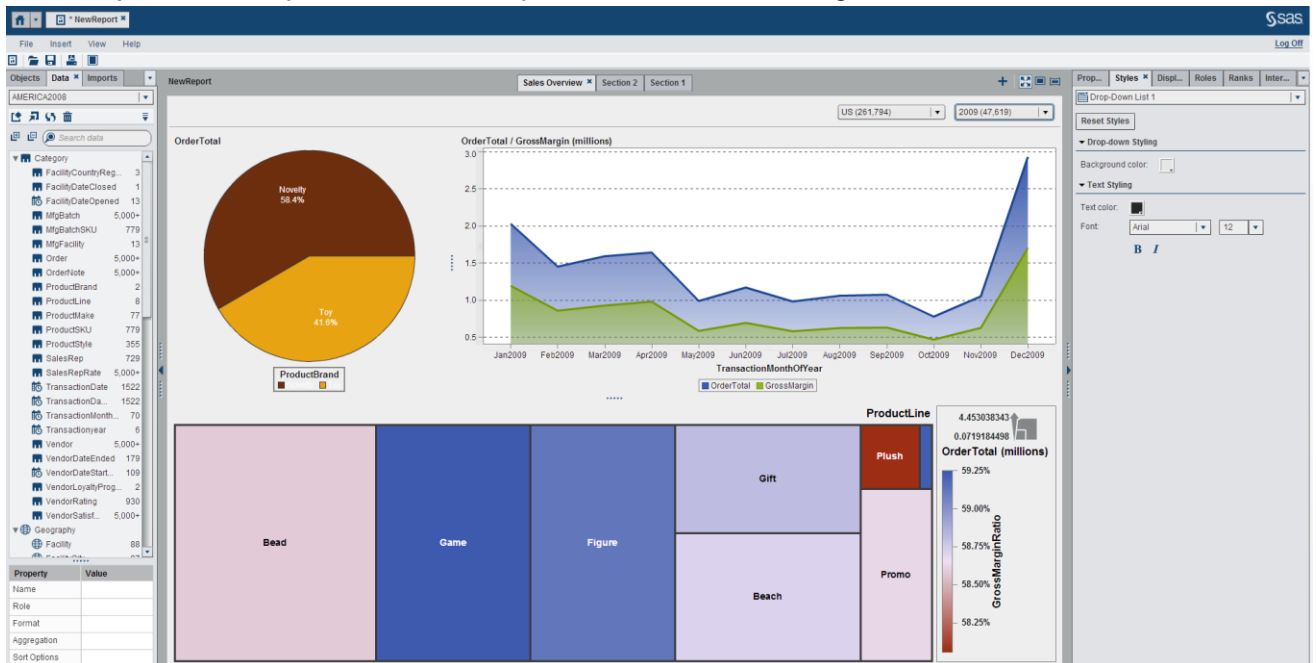 * NewReport ×
sas
File Insert View Help
Log Off
Objects Data × Imports
AMERICA2008
Search data
Category
FacilityCountryReg... 3
FacilityDateClosed 1
FacilityDateOpened 13
MfgBatch 5,000+
MfgBatchSKU 779
MfgFacility 13
Order 5,000+
OrderNote 5,000+
ProductBrand 2
ProductLine 8
ProductMake 77
ProductSKU 779
ProductStyle 355
SalesRep 729
SalesRepRate 5,000+
TransactionDate 1522
TransactionDa... 1522
TransactionMonth... 70
Transactionyear 6
Vendor 5,000+
VendorDateEnded 179
VendorDateStart... 109
VendorLoyaltyProg... 2
VendorRating 930
VendorSatisf... 5,000+
Geography
Facility 88
Property Value
Name
Role
Format
Aggregation
Sort Options
NewReport
Sales Overview × Section 2 Section 1
US (261,794) 2009 (47,619)
OrderTotal
Novelty
58.4%
Toy
41.6%
ProductBrand
OrderTotal / GrossMargin (millions)
3.0
2.5
2.0
1.5
1.0
0.5
Jan2009 Feb2009 Mar2009 Apr2009 May2009 Jun2009 Jul2009 Aug2009 Sep2009 Oct2009 Nov2009 Dec2009
TransactionMonthOfYear
OrderTotal GrossMargin
ProductLine
Bead
Game
Figure
Gift
Beach
Plush
Promo
4.453038343
0.0719184498
OrderTotal (millions)
59.25%
59.00%
58.75%
58.50%
58.25%
GrossMarginRatio
Prop... Styles × Displ... Roles Ranks Inter...
Drop-Down List 1
Reset Styles
Drop-down Styling
Background color:
Text Styling
Text color:
Font: Arial 12
B I